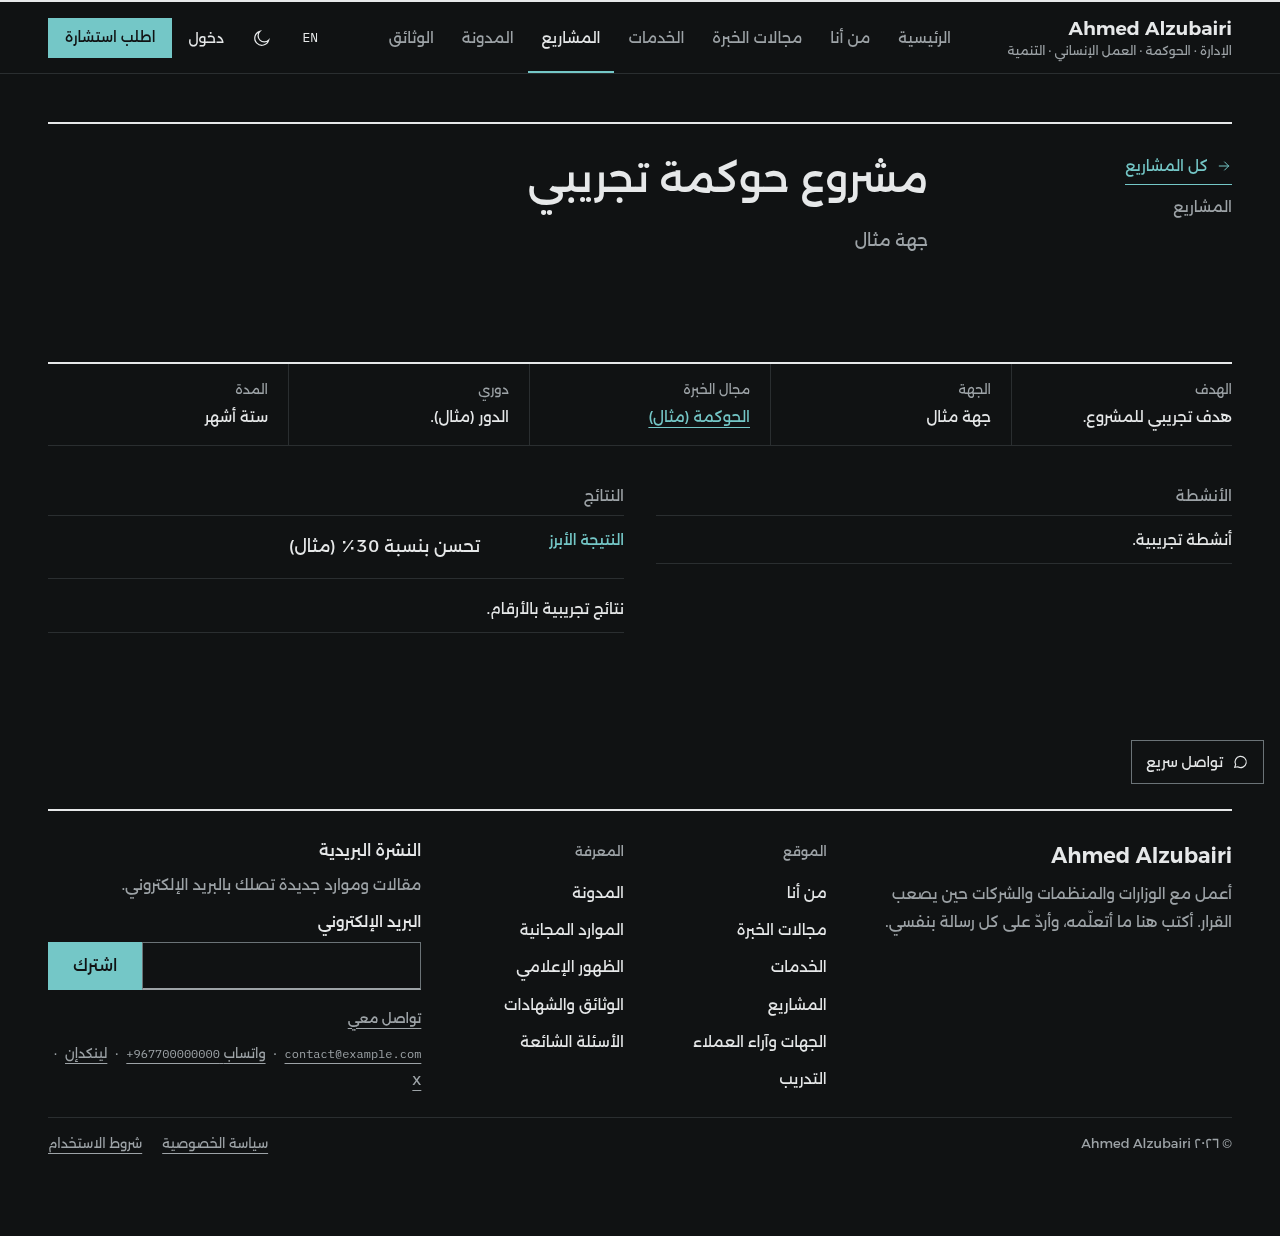 Ahmed Alzubairi
الإدارة · الحوكمة · العمل الإنساني · التنمية
الرئيسية
من أنا
مجالات الخبرة
الخدمات
المشاريع
المدونة
الوثائق
EN
دخول
اطلب استشارة
→ كل المشاريع
المشاريع
مشروع حوكمة تجريبي
جهة مثال
الهدف
هدف تجريبي للمشروع.
الجهة
جهة مثال
مجال الخبرة
الحوكمة (مثال)
دوري
الدور (مثال).
المدة
ستة أشهر
الأنشطة
أنشطة تجريبية.
النتائج
النتيجة الأبرز
تحسن بنسبة 30٪ (مثال)
نتائج تجريبية بالأرقام.
تواصل سريع
Ahmed Alzubairi
أعمل مع الوزارات والمنظمات والشركات حين يصعب
القرار. أكتب هنا ما أتعلّمه، وأردّ على كل رسالة بنفسي.
الموقع
من أنا
مجالات الخبرة
الخدمات
المشاريع
الجهات وآراء العملاء
التدريب
المعرفة
المدونة
الموارد المجانية
الظهور الإعلامي
الوثائق والشهادات
الأسئلة الشائعة
النشرة البريدية
مقالات وموارد جديدة تصلك بالبريد الإلكتروني.
البريد الإلكتروني
اشترك
تواصل معي
contact@example.com · واتساب +967700000000 · لينكدإن ·
X
© ٢٠٢٦ Ahmed Alzubairi
سياسة الخصوصية
شروط الاستخدام